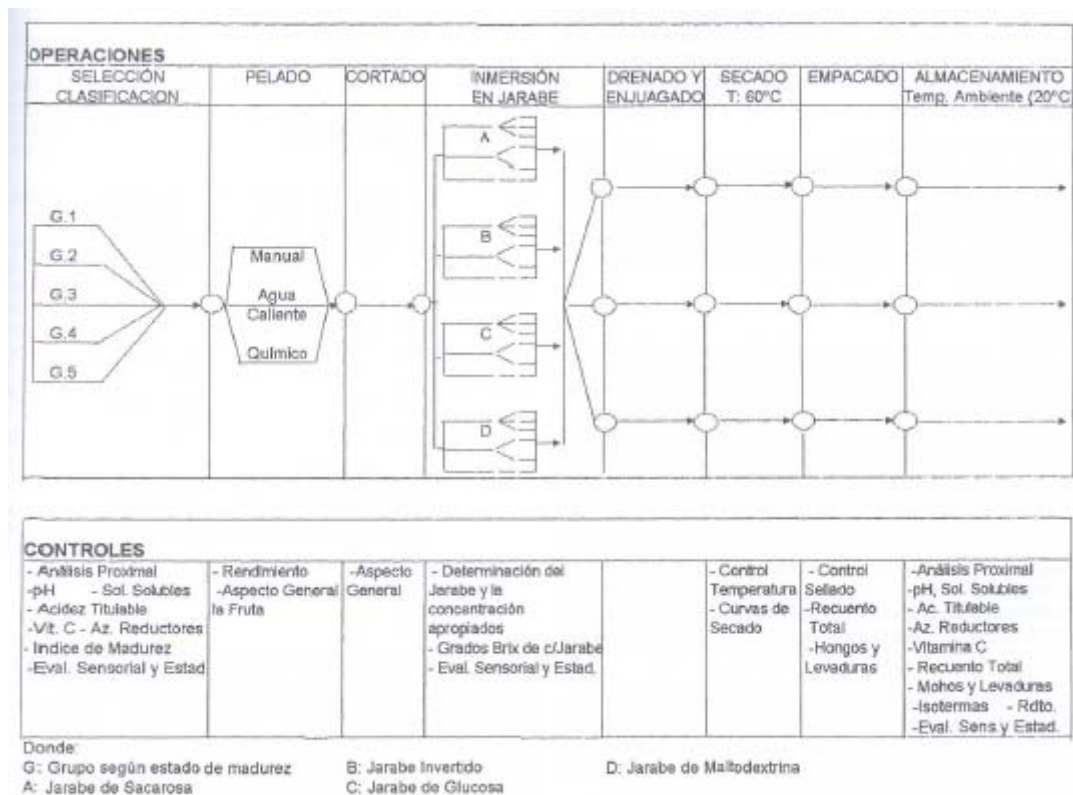 OPERACIONES
SELECCIÓN CLASIFICACION
PELADO
CORTADO
INMERSIÓN EN JARABE
DRENADO Y ENJUAGADO
SECADO T: 60°C
EMPACADO
ALMACENAMIENTO Temp. Ambiente (20°C
G.1
G.2
G.3
G.4
G.5
Manual
Agua
Caliente
Químico
A
B
C
D
CONTROLES
- Análisis Proximal
-pH - Sol. Solubles
- Acidez Titulable
-Vit. C - Az. Reductores
- Indice de Madurez
-Eval. Sensorial y Estad
- Rendimiento
-Aspecto General
la Fruta
-Aspecto
General
- Determinación del
Jarabe y la
concentración
apropiados
- Grados Brix de c/Jarabe
- Eval. Sensorial y Estad.
- Control
Temperatura
- Curvas de
Secado
- Control
Sellado
-Recuento
Total
-Hongos y
Levaduras
-Análisis Proximal
-pH, Sol. Solubles
- Ac. Titulable
-Az. Reductores
-Vitamina C
- Recuento Total
- Mohos y Levaduras
-Isotermas - Rdto.
-Eval. Sens y Estad.
Donde:
G: Grupo según estado de madurez
B: Jarabe Invertido
D: Jarabe de Maltodextrina
A: Jarabe de Sacarosa
C: Jarabe de Glucosa